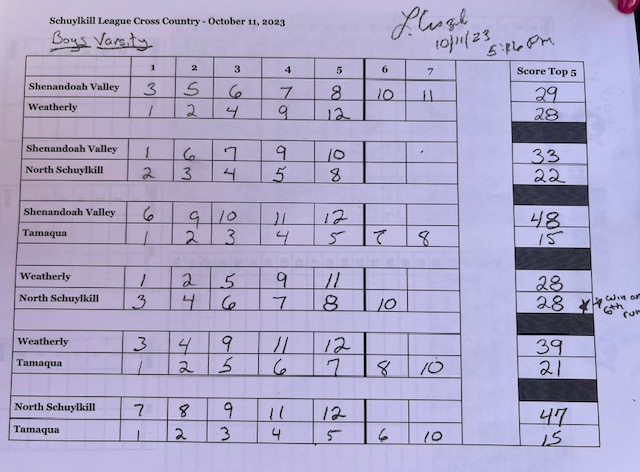 Schuylkill League Cross Country - October 11, 2023
Boys Varsity
10/11/23
5:46 PM
1 2 3 4 5 6 7 Score Top 5
Shenandoah Valley 3 5 6 7 8 10 11 29
Weatherly 1 2 4 9 12 28
Shenandoah Valley 1 6 7 9 10 33
North Schuylkill 2 3 4 5 8 22
Shenandoah Valley 6 9 10 11 12 48
Tamaqua 1 2 3 4 5 7 8 15
Weatherly 1 2 5 9 11 28
North Schuylkill 3 4 6 7 8 10 28 * * win on
6th
run
Weatherly 3 4 9 11 12 39
Tamaqua 1 2 5 6 7 8 10 21
North Schuylkill 7 8 9 11 12 47
Tamaqua 1 2 3 4 5 6 10 15